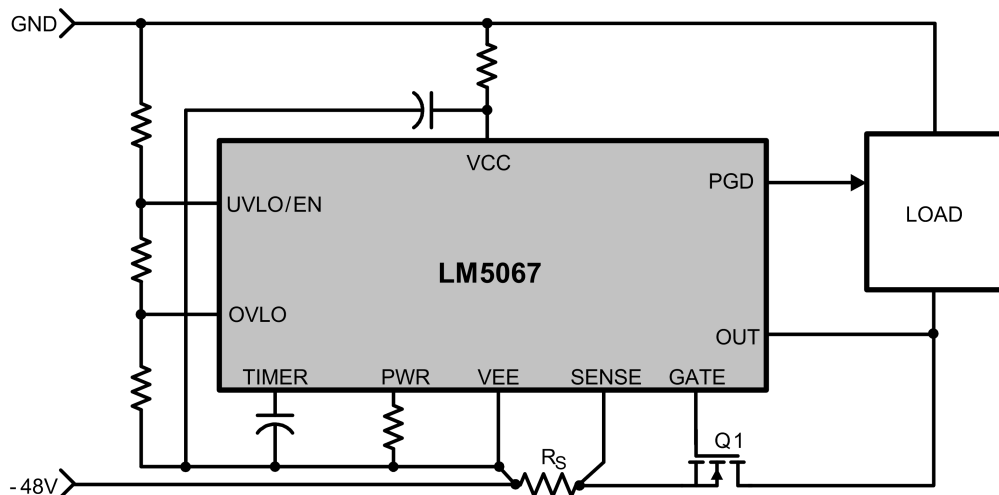 GND
VCC
PGD
UVLO/EN
LOAD
LM5067
OVLO
OUT
TIMER PWR VEE SENSE GATE
RS
Q1
-48V